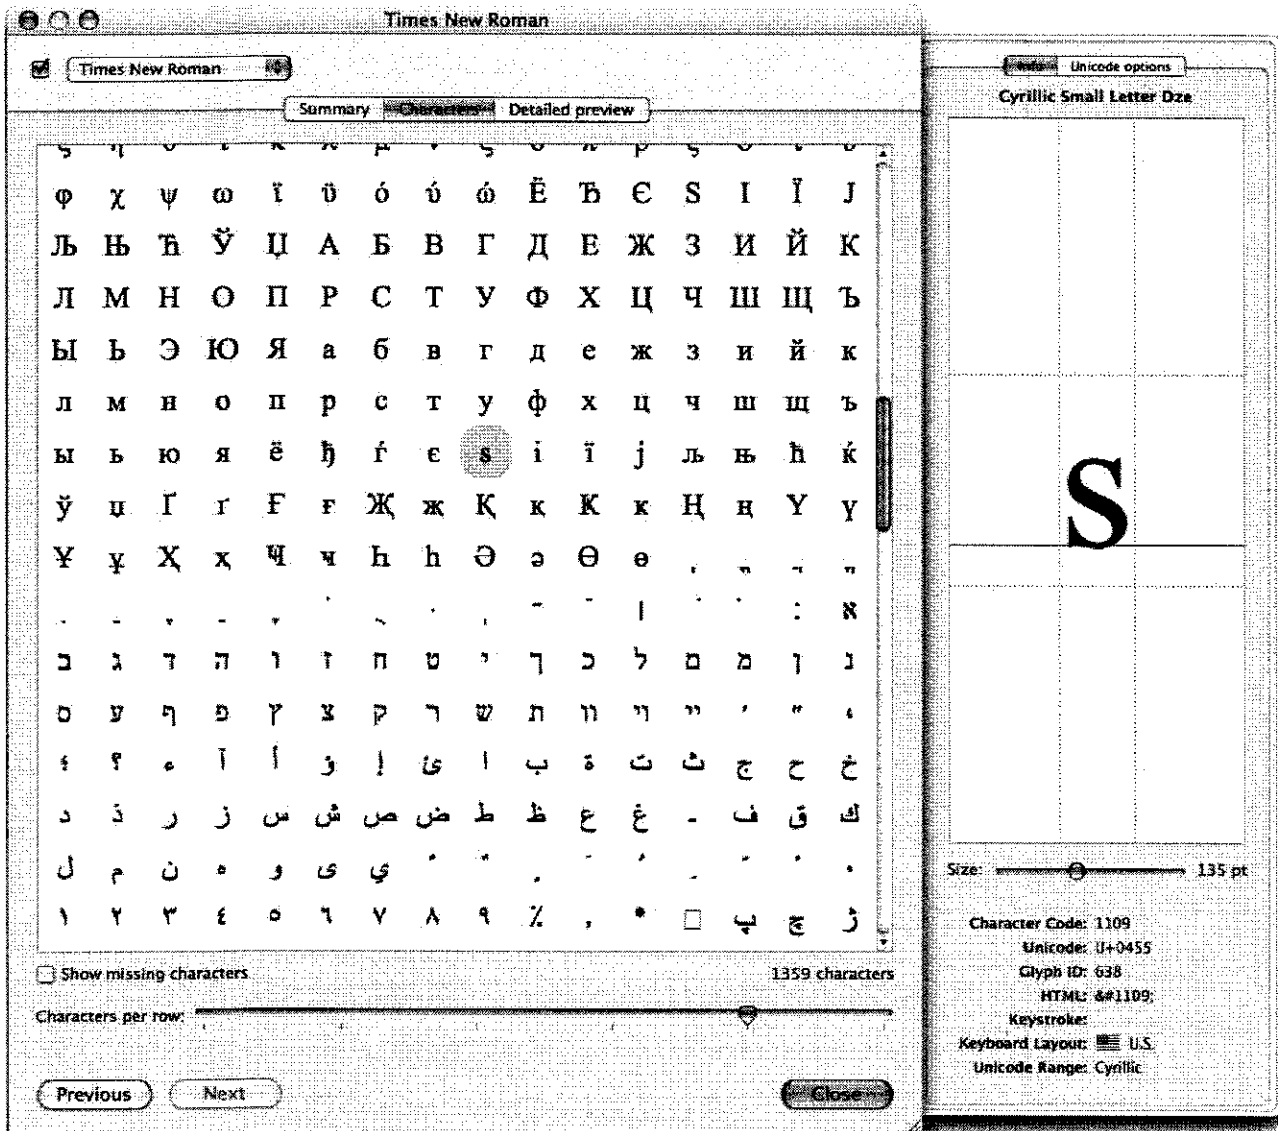 Times New Roman
Times New Roman
Summary Characters Detailed preview
φ χ ψ ω ϊ ϋ ό ύ ώ Ё Ђ Є Ѕ І Ї Ј
Љ Њ Ћ Ў Џ А Б В Г Д Е Ж З И Й К
Л М Н О П Р С Т У Ф Х Ц Ч Ш Щ Ъ
Ы Ь Э Ю Я а б в г д е ж з и й к
л м н о п р с т у ф х ц ч ш щ ъ
ы ь ю я ё ђ ѓ є ѕ і ї ј љ њ ћ ќ
ў џ Ґ ґ Ғ ғ Җ җ Қ қ Ҝ ҝ Ң ң Ү ү
Ұ ұ Ҳ ҳ Ҹ ҹ Һ һ Ә ә Ө ө
א
ב ג ד ה ו ז ח ט י ך כ ל ם מ ן נ
ס ע ף פ ץ צ ק ר ש ת װ ױ ײ ׳ ״ ،
؛ ؟ ء آ أ ؤ إ ئ ا ب ة ت ث ج ح خ
د ذ ر ز س ش ص ض ط ظ ع غ ـ ف ق ك
ل م ن ه و ى ي
١ ٢ ٣ ٤ ٥ ٦ ٧ ٨ ٩ ٪ ٫ ٭ پ چ ژ
Show missing characters 1359 characters
Characters per row:
Previous Next Close
Info Unicode options
Cyrillic Small Letter Dze
ѕ
Size: 135 pt
Character Code: 1109
Unicode: U+0455
Glyph ID: 638
HTML: &#1109;
Keystroke:
Keyboard Layout: U.S.
Unicode Range: Cyrillic